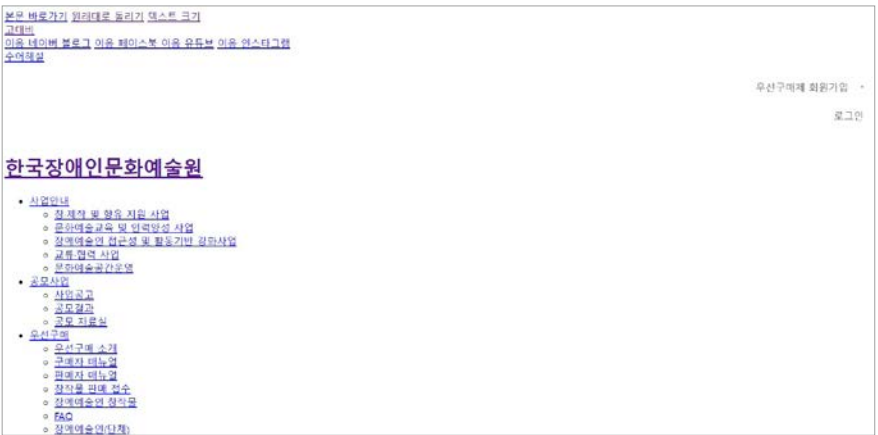 본문 바로가기 원래대로 돌리기 텍스트 크기
고대비
이음 네이버 블로그 이음 페이스북 이음 유튜브 이음 인스타그램
수어해설
우선구매제 회원가입
로그인
한국장애인문화예술원
사업안내
창·제작 및 향유 지원 사업
문화예술교육 및 인력양성 사업
장애예술인 접근성 및 활동기반 강화사업
교류·협력 사업
문화예술공간운영
공모사업
사업공고
공모결과
공모 자료실
우선구매
우선구매 소개
구매자 매뉴얼
판매자 매뉴얼
창작물 판매 접수
장애예술인 창작물
FAQ
장애예술인(단체)